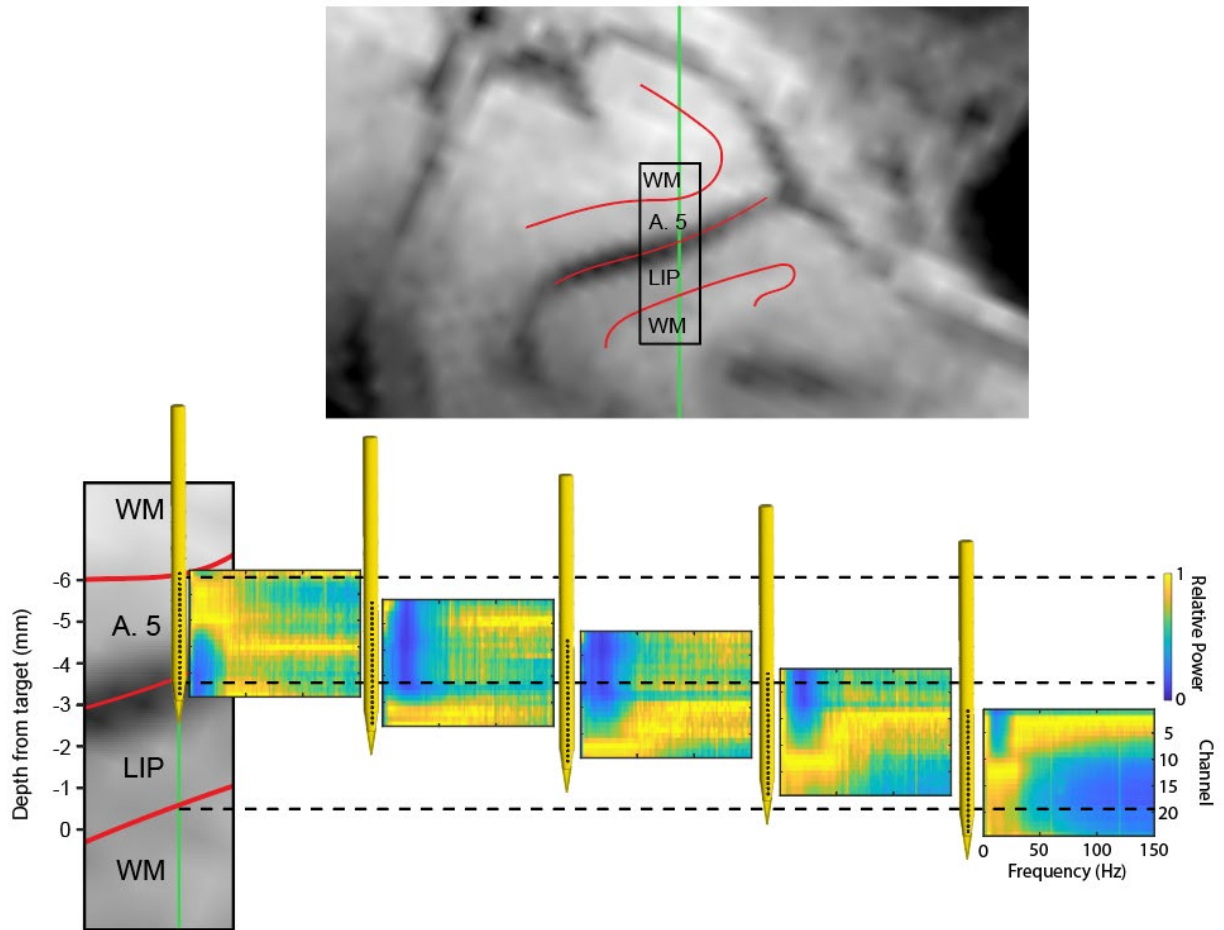 WM
A. 5
LIP
WM
WM
A. 5
LIP
WM
Depth from target (mm)
-6
-5
-4
-3
-2
-1
0
1
0
Relative Power
5
10
15
20
Channel
0 50 100 150
Frequency (Hz)